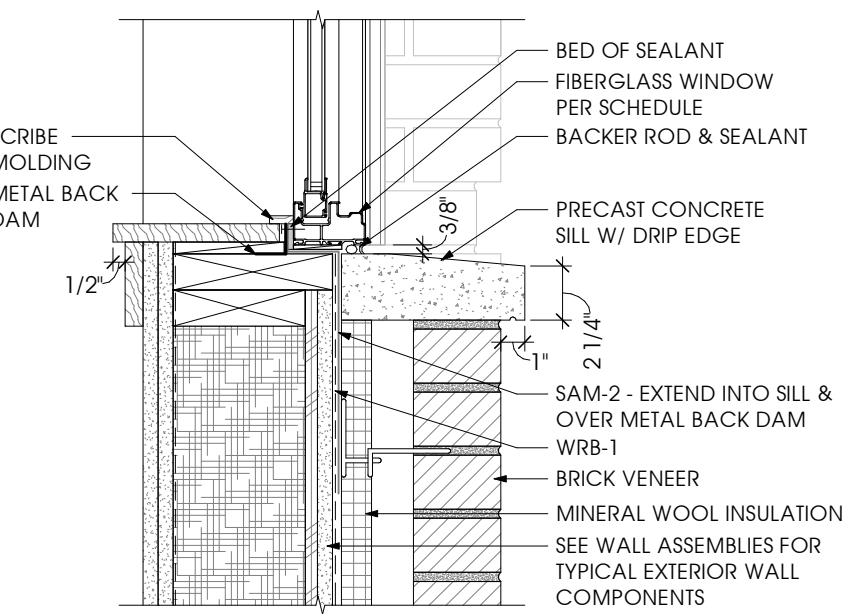 BED OF SEALANT
FIBERGLASS WINDOW
PER SCHEDULE
BACKER ROD & SEALANT
CRIBE
MOLDING
METAL BACK
DAM
3/8"
PRECAST CONCRETE
SILL W/ DRIP EDGE
1/2"
2 1/4"
1"
SAM-2 - EXTEND INTO SILL &
OVER METAL BACK DAM
WRB-1
BRICK VENEER
MINERAL WOOL INSULATION
SEE WALL ASSEMBLIES FOR
TYPICAL EXTERIOR WALL
COMPONENTS